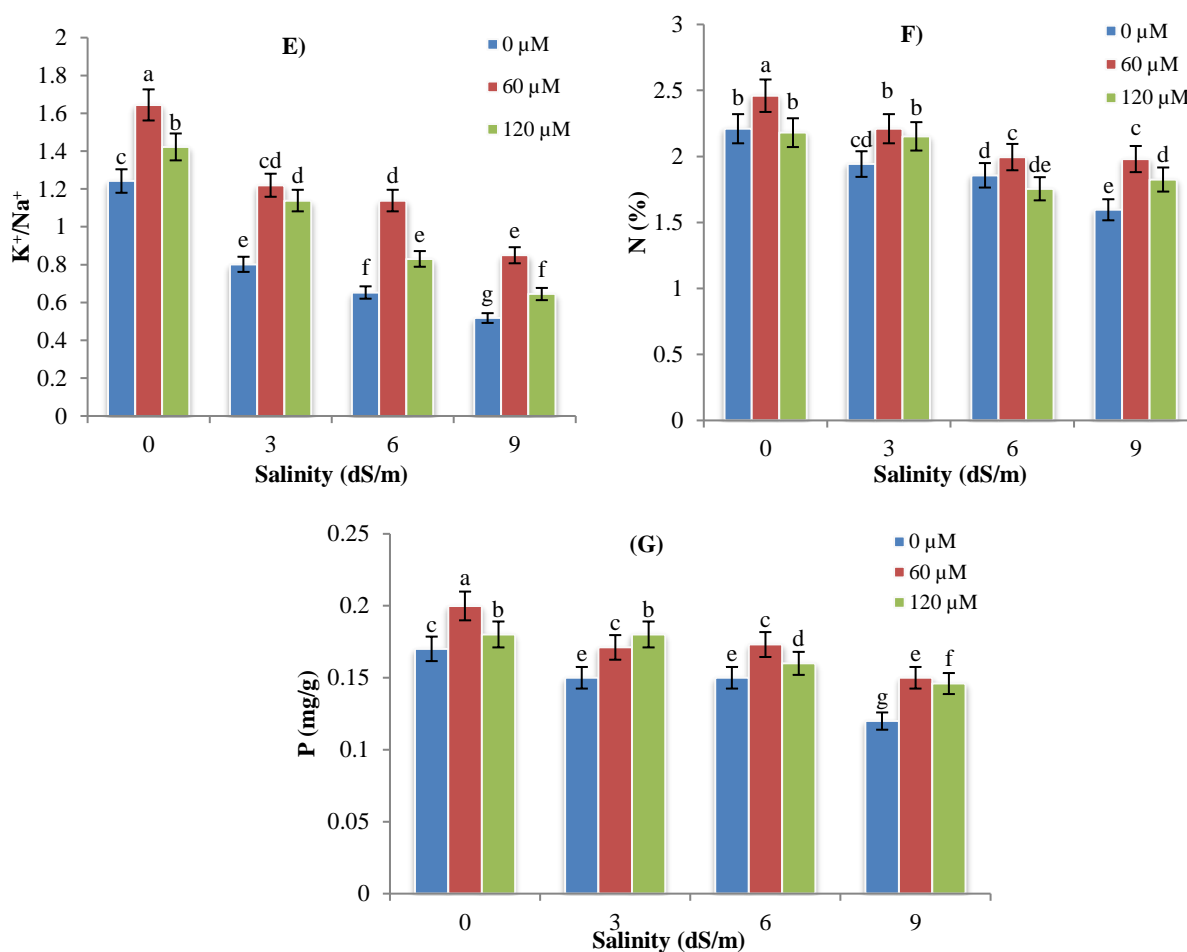 E)
0 µM
60 µM
120 µM
2
1.8
1.6
1.4
1.2
1
0.8
0.6
0.4
0.2
0
K⁺/Na⁺
c
a
b
e
cd
d
f
d
e
g
e
f
0 3 6 9
Salinity (dS/m)
F)
0 µM
60 µM
120 µM
3
2.5
2
1.5
1
0.5
0
N (%)
b
a
b
cd
b
b
d
c
de
e
c
d
0 3 6 9
Salinity (dS/m)
(G)
0 µM
60 µM
120 µM
0.25
0.2
0.15
0.1
0.05
0
P (mg/g)
c
a
b
e
c
b
e
c
d
g
e
f
0 3 6 9
Salinity (dS/m)